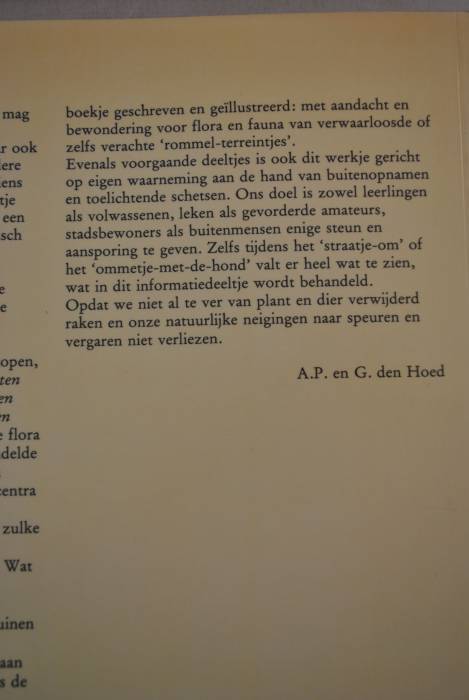 mag
r ook
ere
ens
tje
een
sch
e
e
open,
ten
en
n
e flora
delde
entra
zulke
Wat
uinen
aan
s de
boekje geschreven en geïllustreerd: met aandacht en
bewondering voor flora en fauna van verwaarloosde of
zelfs verachte ‘rommel-terreintjes’.
Evenals voorgaande deeltjes is ook dit werkje gericht
op eigen waarneming aan de hand van buitenopnamen
en toelichtende schetsen. Ons doel is zowel leerlingen
als volwassenen, leken als gevorderde amateurs,
stadsbewoners als buitenmensen enige steun en
aansporing te geven. Zelfs tijdens het ‘straatje-om’ of
het ‘ommetje-met-de-hond’ valt er heel wat te zien,
wat in dit informatiedeeltje wordt behandeld.
Opdat we niet al te ver van plant en dier verwijderd
raken en onze natuurlijke neigingen naar speuren en
vergaren niet verliezen.
A.P. en G. den Hoed